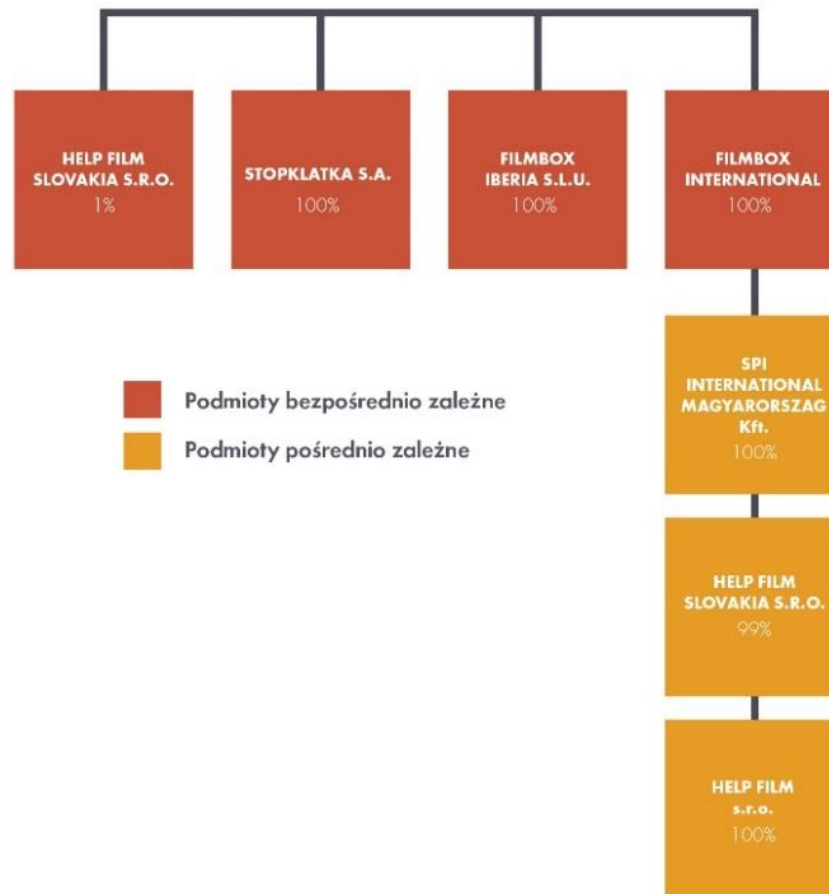 HELP FILM
SLOVAKIA S.R.O.
1%
STOPKLATKA S.A.
100%
FILMBOX
IBERIA S.L.U.
100%
FILMBOX
INTERNATIONAL
100%
SPI
INTERNATIONAL
MAGYARORSZAG
Kft.
100%
Podmioty bezpośrednio zależne
Podmioty pośrednio zależne
HELP FILM
SLOVAKIA S.R.O.
99%
HELP FILM
s.r.o.
100%